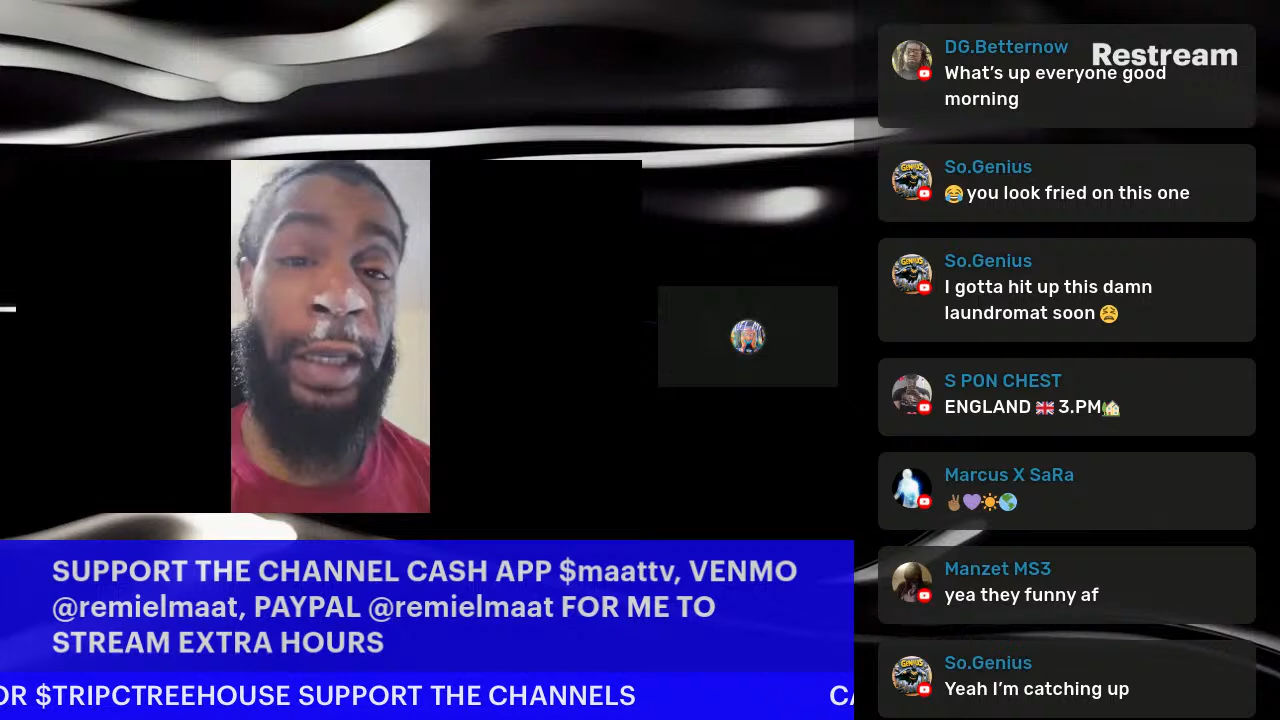 DG.Betternow
Restream
What's up everyone good
morning
So.Genius
😂 you look fried on this one
So.Genius
I gotta hit up this damn
laundromat soon 😫
S PON CHEST
ENGLAND 🇬🇧 3.PM🏡
Marcus X SaRa
✌🏾💜☀️🌎
Manzet MS3
yea they funny af
So.Genius
Yeah I'm catching up
SUPPORT THE CHANNEL CASH APP $maattv, VENMO
@remielmaat, PAYPAL @remielmaat FOR ME TO
STREAM EXTRA HOURS
OR $TRIPCTREEHOUSE SUPPORT THE CHANNELS CA